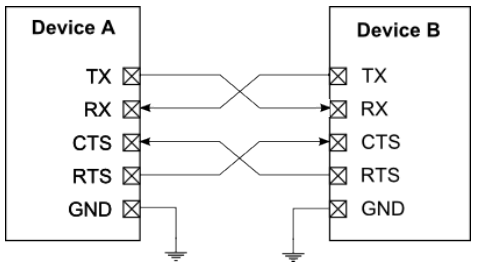 Device A Device B
TX TX
RX RX
CTS CTS
RTS RTS
GND GND